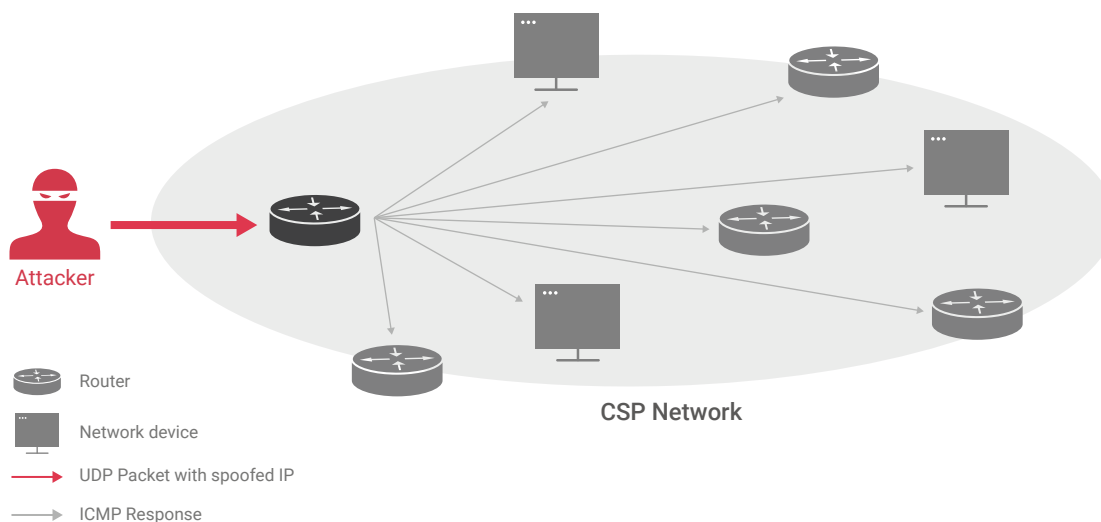 Attacker
CSP Network
Router
Network device
UDP Packet with spoofed IP
ICMP Response